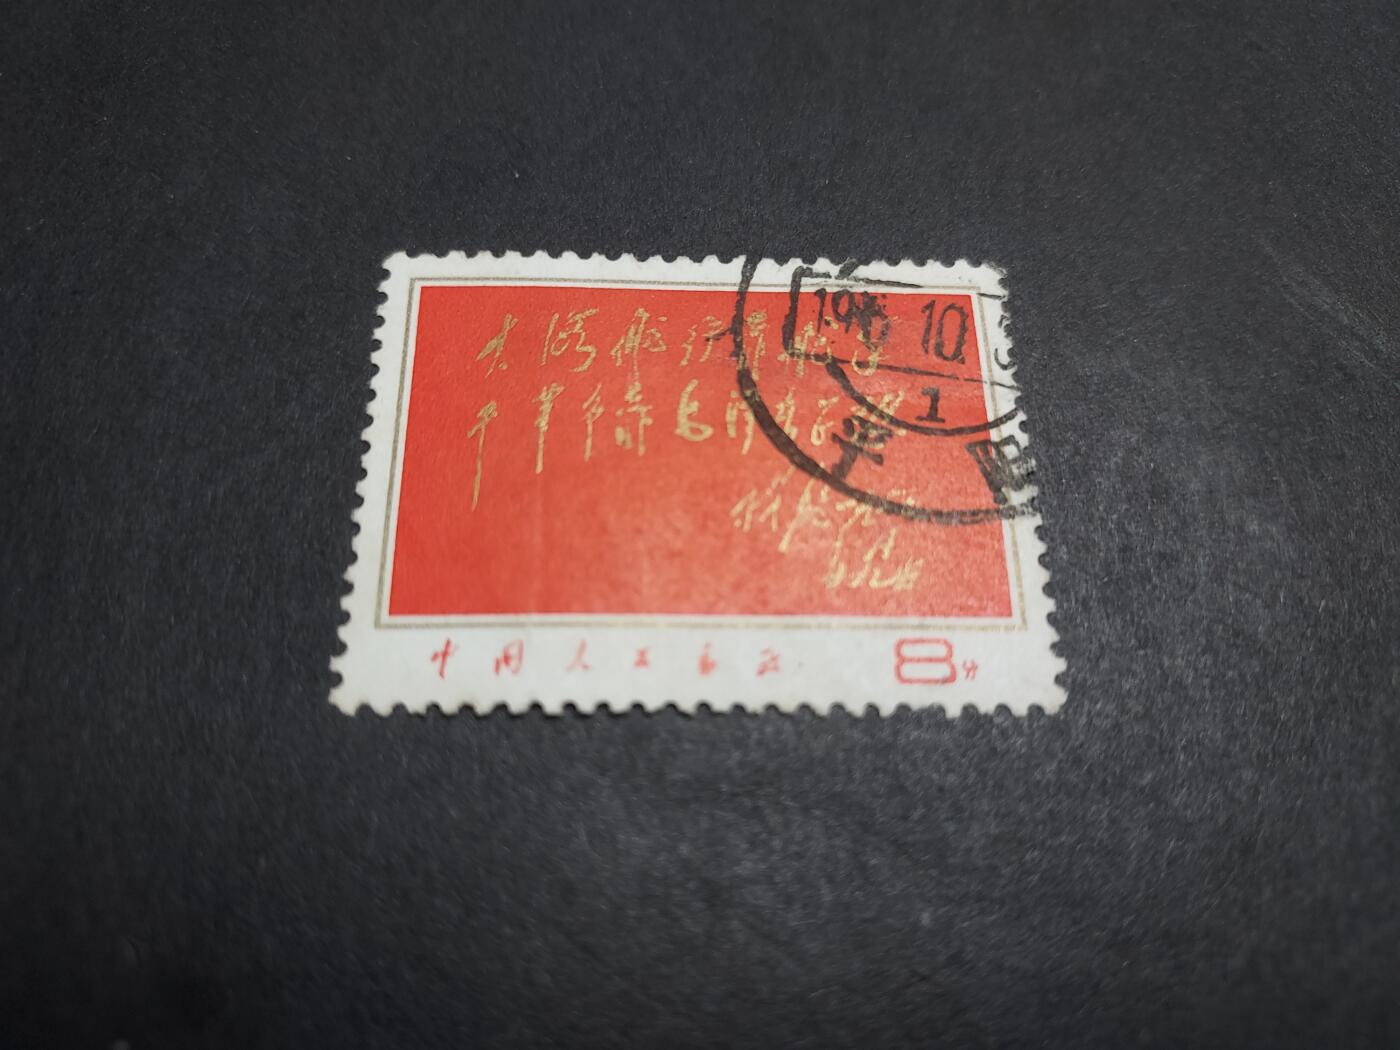 大海航行靠舵手
干革命靠毛泽东思想
林彪
中国人民邮政 8分
10
1